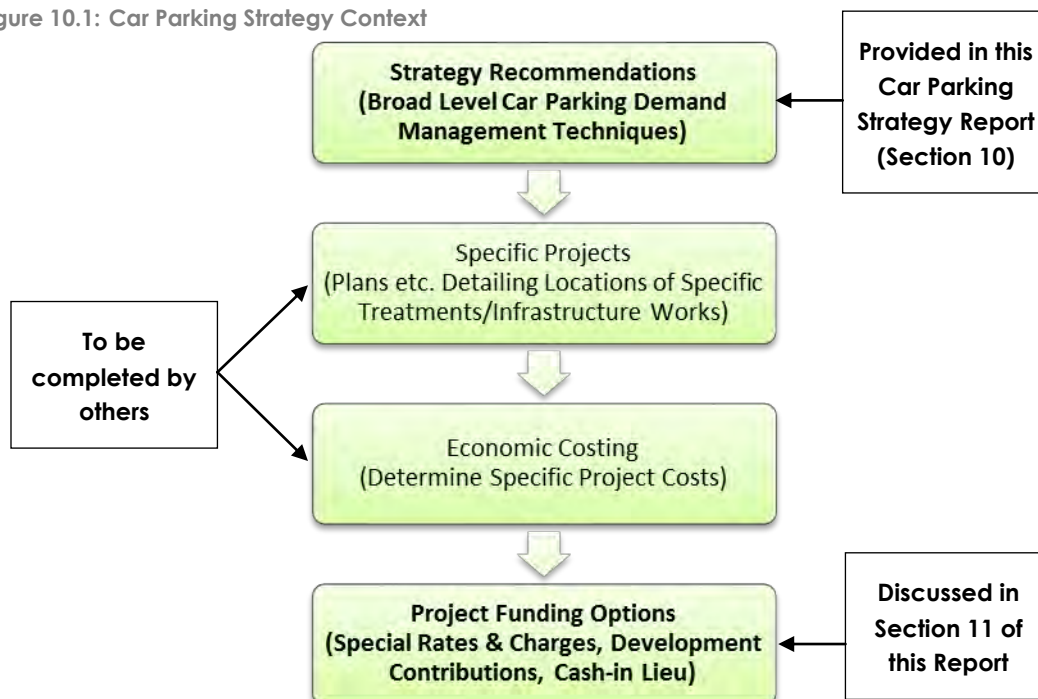 gure 10.1: Car Parking Strategy Context
Strategy Recommendations
(Broad Level Car Parking Demand
Management Techniques)
Provided in this
Car Parking
Strategy Report
(Section 10)
Specific Projects
(Plans etc. Detailing Locations of Specific
Treatments/Infrastructure Works)
To be
completed by
others
Economic Costing
(Determine Specific Project Costs)
Project Funding Options
(Special Rates & Charges, Development
Contributions, Cash-in Lieu)
Discussed in
Section 11 of
this Report